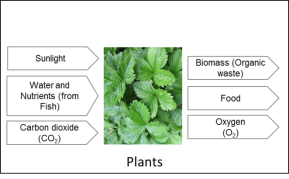 Sunlight
Water and
Nutrients (from
Fish)
Carbon dioxide
(CO₂)
Biomass (Organic
waste)
Food
Oxygen
(O₂)
Plants